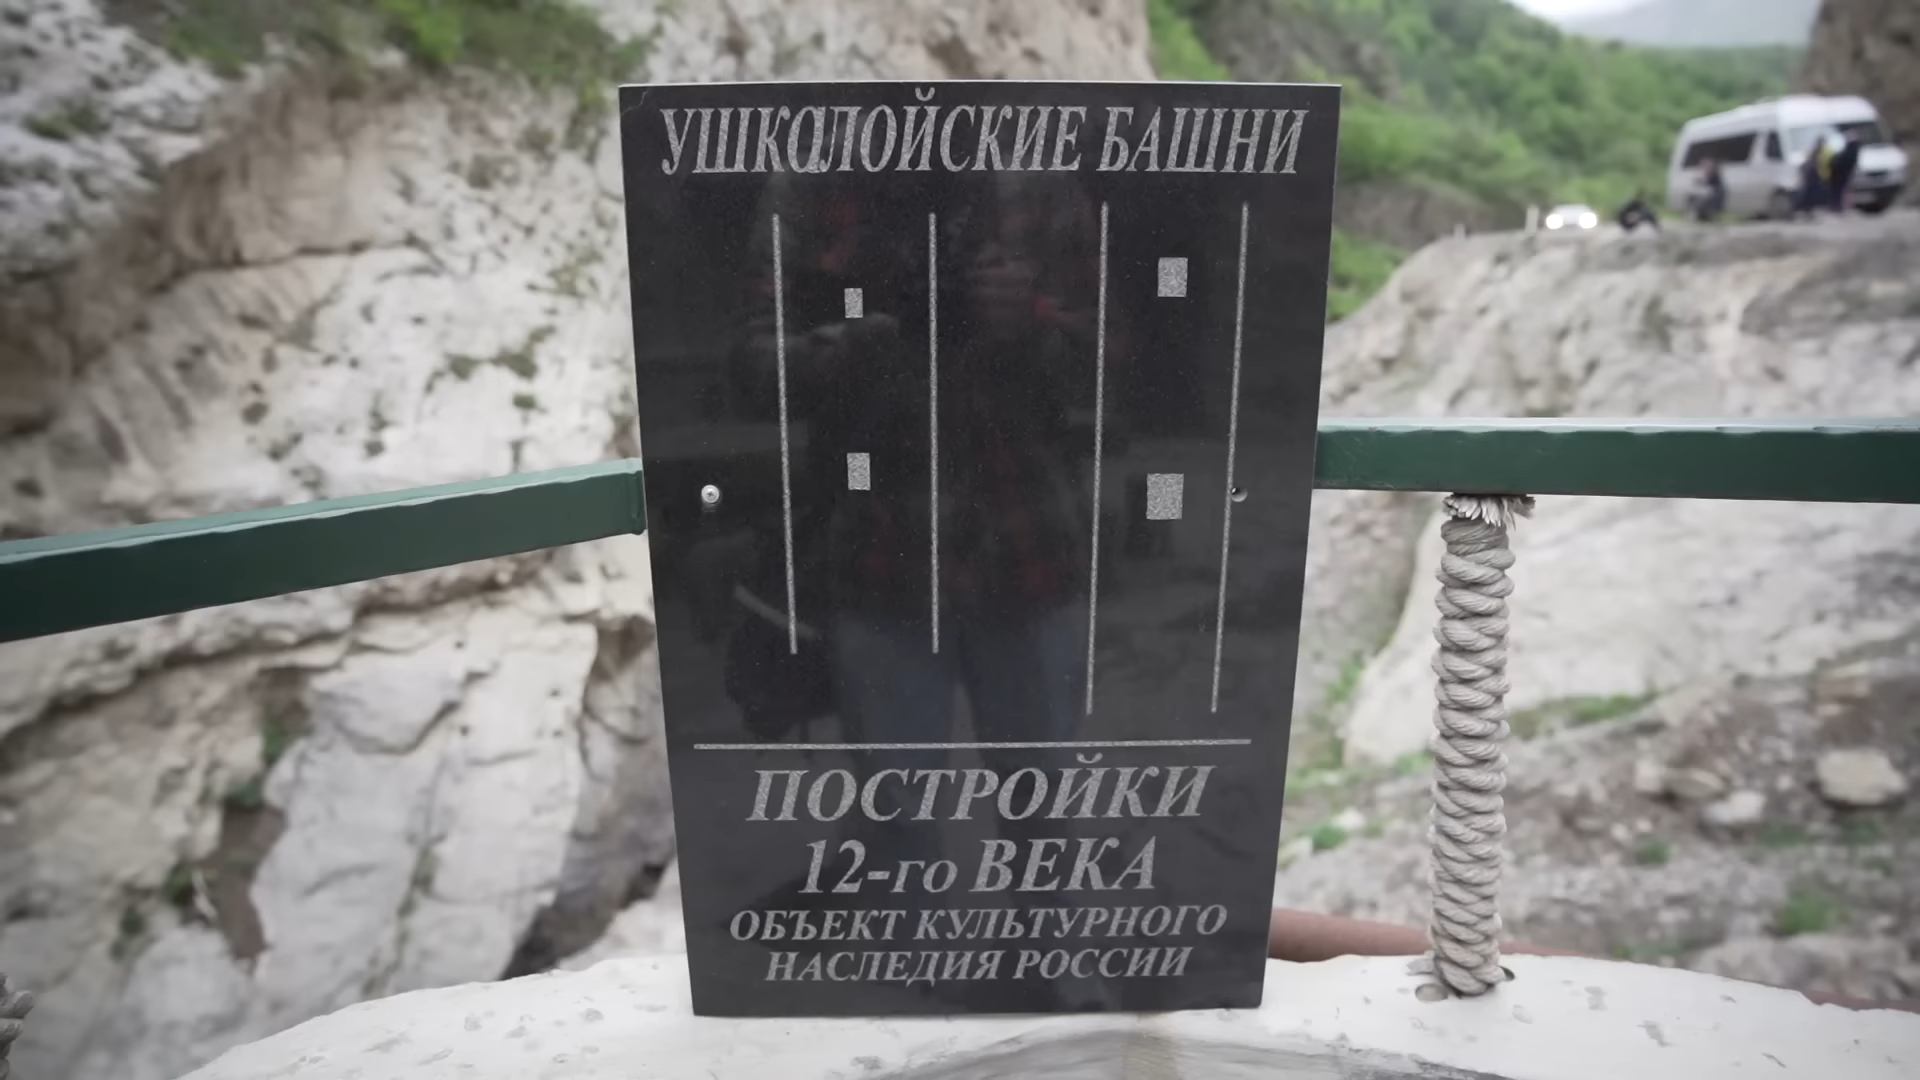 УШКАЛОЙСКИЕ БАШНИ
ПОСТРОЙКИ
12-го ВЕКА
ОБЪЕКТ КУЛЬТУРНОГО
НАСЛЕДИЯ РОССИИ